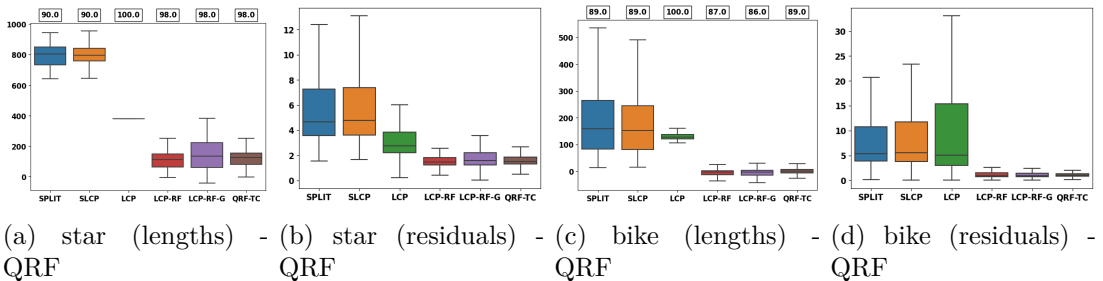 90.0 90.0 100.0 98.0 98.0 98.0
1000
800
600
400
200
0
SPLIT SLCP LCP LCP-RF LCP-RF-G QRF-TC
12
10
8
6
4
2
0
SPLIT SLCP LCP LCP-RF LCP-RF-G QRF-TC
89.0 89.0 100.0 87.0 86.0 89.0
500
400
300
200
100
0
SPLIT SLCP LCP LCP-RF LCP-RF-G QRF-TC
30
25
20
15
10
5
0
SPLIT SLCP LCP LCP-RF LCP-RF-G QRF-TC
(a) star (lengths) -
QRF
(b) star (residuals) -
QRF
(c) bike (lengths) -
QRF
(d) bike (residuals) -
QRF